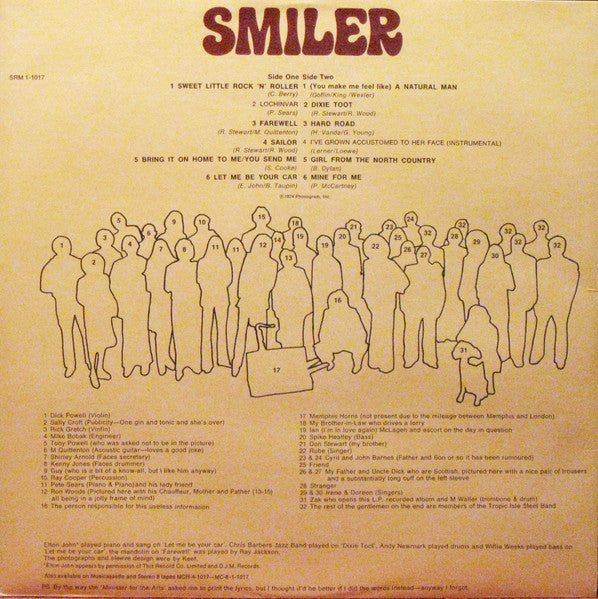 SMILER
SRM 1-1017
Side One Side Two
1 SWEET LITTLE ROCK 'N' ROLLER
(C. Berry)
2 LOCHINVAR
(P. Sears)
3 FAREWELL
(R. Stewart/M. Quittenton)
4 SAILOR
(R. Stewart/R. Wood)
5 BRING IT ON HOME TO ME/YOU SEND ME
(S. Cooke)
6 LET ME BE YOUR CAR
(E. John/B. Taupin)
1 (You make me feel like) A NATURAL MAN
(Goffin/King/Wexler)
2 DIXIE TOOT
(R. Stewart/R. Wood)
3 HARD ROAD
(H. Vanda/G. Young)
4 I'VE GROWN ACCUSTOMED TO HER FACE (INSTRUMENTAL)
(Lerner/Loewe)
5 GIRL FROM THE NORTH COUNTRY
(B. Dylan)
6 MINE FOR ME
(P. McCartney)
℗1974 Phonogram, Inc.
1 Dick Powell (Violin)
2 Sally Croft (Publicity—One gin and tonic and she's over)
3 Rick Gretch (Violin)
4 Mike Bobak (Engineer)
5 Toby Powell (who was asked not to be in the picture)
6 M Quittenton (Acoustic guitar—loves a good joke)
7 Shirley Arnold (Faces secretary)
8 Kenny Jones (Faces drummer)
9 Guy (who is a bit of a know-all, but I like him anyway)
10 Ray Cooper (Percussion)
11 Pete Sears (Piano & Piano) and his lady friend
12 Ron Woods (Pictured here with his Chauffeur, Mother and Father (13-15)
all being in a jolly frame of mind)
16 The person responsible for this useless information
17 Memphis Horns (not present due to the mileage between Memphis and London)
18 My Brother-in-Law who drives a lorry
19 Ian (I'm in love again) McLagen and escort on the day in question
20 Spike Heatley (Bass)
21 Don Stewart (my brother)
22 Rube (Singer)
23 & 24 Cyril and John Barnes (Father and Son or so it has been rumoured)
25 Friend
26 & 27 My Father and Uncle Dick who are Scottish, pictured here with a nice pair of trousers
and a substantially long cuff on the left sleeve
28 Stranger
29 & 30 Irene & Doreen (Singers)
31 Zak who opens this L.P. recorded album and M Waller (trombone & drum)
32 The rest of the gentlemen on the end are members of the Tropic Isle Steel Band
Elton John* played piano and sang on 'Let me be your car'. Chris Barbers Jazz Band played on 'Dixie Toot', Andy Newmark played drums and Willie Weeks played bass on
'Let me be your car', the mandolin on 'Farewell' was played by Ray Jackson.
The photographs and sleeve design were by Keef.
*Elton John appears by permission of This Record Co. Limited and D.J.M. Records.
Also available on Musicassette and Stereo 8 tapes MCR-4-1017—MC-8-1-1017
PS By the way the 'Minister for the Arts' asked me to print the lyrics, but I thought it'd be better if I did the words instead—anyway I forgot.